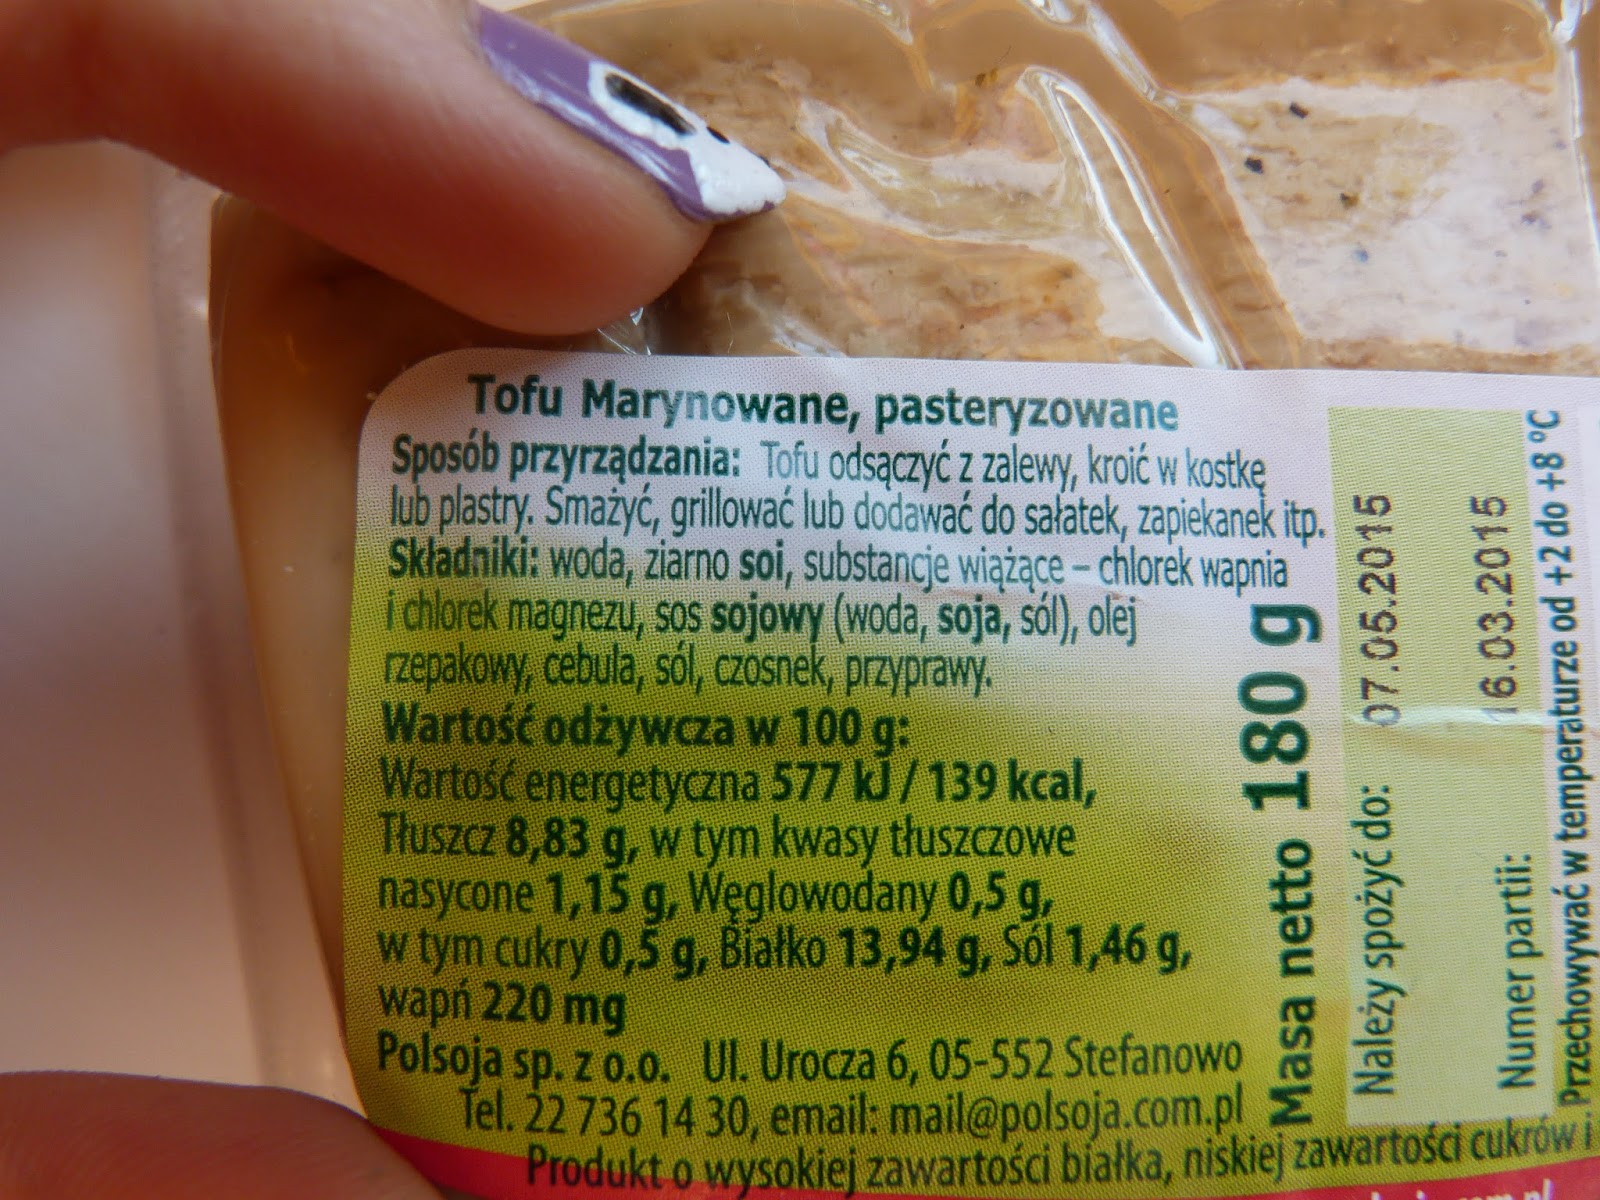 Tofu Marynowane, pasteryzowane
Sposób przyrządzania: Tofu odsączyć z zalewy, kroić w kostkę
lub plastry. Smażyć, grillować lub dodawać do sałatek, zapiekanek itp.
Składniki: woda, ziarno soi, substancje wiążące – chlorek wapnia
i chlorek magnezu, sos sojowy (woda, soja, sól), olej
rzepakowy, cebula, sól, czosnek, przyprawy.
Wartość odżywcza w 100 g:
Wartość energetyczna 577 kJ / 139 kcal,
Tłuszcz 8,83 g, w tym kwasy tłuszczowe
nasycone 1,15 g, Węglowodany 0,5 g,
w tym cukry 0,5 g, Białko 13,94 g, Sól 1,46 g,
wapń 220 mg
Polsoja sp. z o.o. Ul. Urocza 6, 05-552 Stefanowo
Tel. 22 736 14 30, email: mail@polsoja.com.pl
Produkt o wysokiej zawartości białka, niskiej zawartości cukrów i
Masa netto 180 g
Należy spożyć do: 07.05.2015
Numer partii: 16.03.2015
Przechowywać w temperaturze od +2 do +8 °C